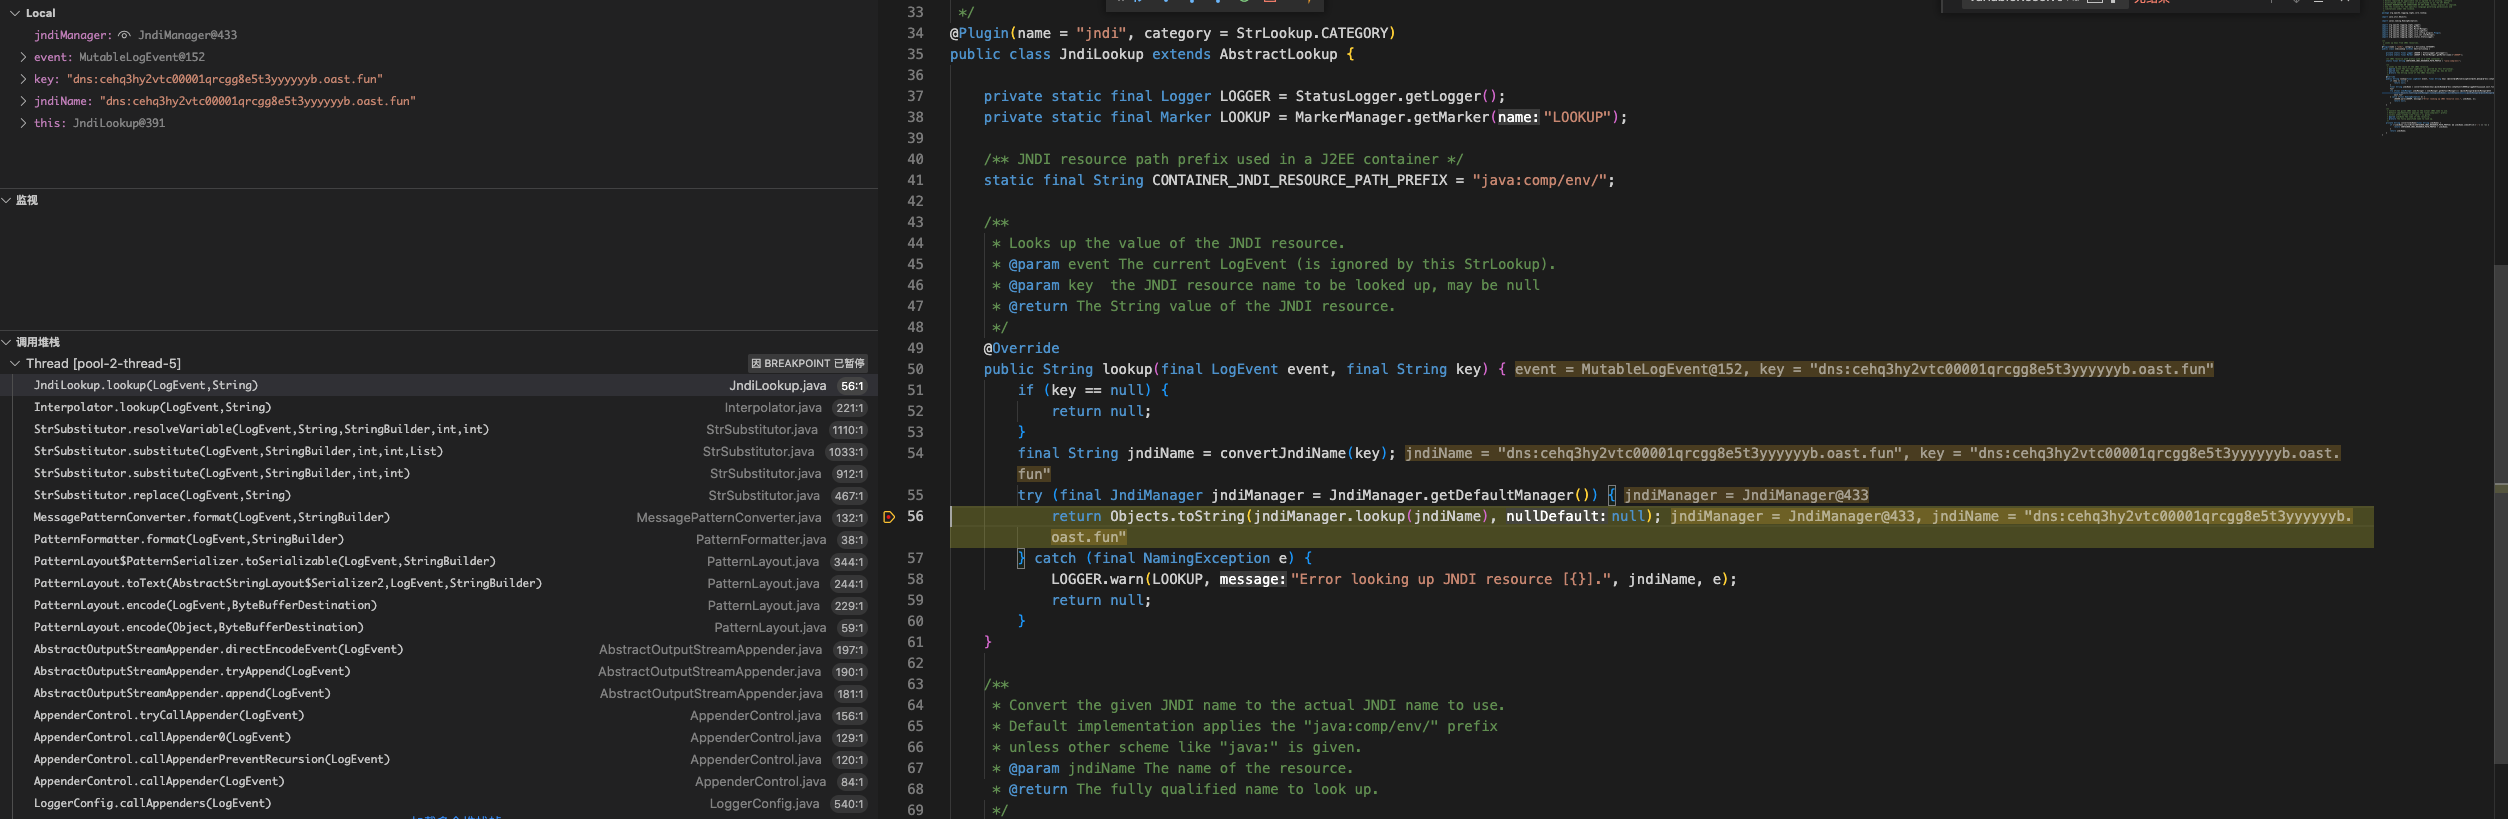 Local
jndiManager: JndiManager@433
event: MutableLogEvent@152
key: "dns:cehq3hy2vtc00001qrcgg8e5t3yyyyyyb.oast.fun"
jndiName: "dns:cehq3hy2vtc00001qrcgg8e5t3yyyyyyb.oast.fun"
this: JndiLookup@391
监视
调用堆栈
Thread [pool-2-thread-5] 因 BREAKPOINT 已暂停
JndiLookup.lookup(LogEvent,String) JndiLookup.java 56:1
Interpolator.lookup(LogEvent,String) Interpolator.java 221:1
StrSubstitutor.resolveVariable(LogEvent,String,StringBuilder,int,int) StrSubstitutor.java 1110:1
StrSubstitutor.substitute(LogEvent,StringBuilder,int,int,List) StrSubstitutor.java 1033:1
StrSubstitutor.substitute(LogEvent,StringBuilder,int,int) StrSubstitutor.java 912:1
StrSubstitutor.replace(LogEvent,String) StrSubstitutor.java 467:1
MessagePatternConverter.format(LogEvent,StringBuilder) MessagePatternConverter.java 132:1
PatternFormatter.format(LogEvent,StringBuilder) PatternFormatter.java 38:1
PatternLayout$PatternSerializer.toSerializable(LogEvent,StringBuilder) PatternLayout.java 344:1
PatternLayout.toText(AbstractStringLayout$Serializer2,LogEvent,StringBuilder) PatternLayout.java 244:1
PatternLayout.encode(LogEvent,ByteBufferDestination) PatternLayout.java 229:1
PatternLayout.encode(Object,ByteBufferDestination) PatternLayout.java 59:1
AbstractOutputStreamAppender.directEncodeEvent(LogEvent) AbstractOutputStreamAppender.java 197:1
AbstractOutputStreamAppender.tryAppend(LogEvent) AbstractOutputStreamAppender.java 190:1
AbstractOutputStreamAppender.append(LogEvent) AbstractOutputStreamAppender.java 181:1
AppenderControl.tryCallAppender(LogEvent) AppenderControl.java 156:1
AppenderControl.callAppender0(LogEvent) AppenderControl.java 129:1
AppenderControl.callAppenderPreventRecursion(LogEvent) AppenderControl.java 120:1
AppenderControl.callAppender(LogEvent) AppenderControl.java 84:1
LoggerConfig.callAppenders(LogEvent) LoggerConfig.java 540:1
33 */
34 @Plugin(name = "jndi", category = StrLookup.CATEGORY)
35 public class JndiLookup extends AbstractLookup {
36
37 private static final Logger LOGGER = StatusLogger.getLogger();
38 private static final Marker LOOKUP = MarkerManager.getMarker(name: "LOOKUP");
39
40 /** JNDI resource path prefix used in a J2EE container */
41 static final String CONTAINER_JNDI_RESOURCE_PATH_PREFIX = "java:comp/env/";
42
43 /**
44 * Looks up the value of the JNDI resource.
45 * @param event The current LogEvent (is ignored by this StrLookup).
46 * @param key  the JNDI resource name to be looked up, may be null
47 * @return The String value of the JNDI resource.
48 */
49 @Override
50 public String lookup(final LogEvent event, final String key) { event = MutableLogEvent@152, key = "dns:cehq3hy2vtc00001qrcgg8e5t3yyyyyyb.oast.fun"
51 if (key == null) {
52 return null;
53 }
54 final String jndiName = convertJndiName(key); jndiName = "dns:cehq3hy2vtc00001qrcgg8e5t3yyyyyyb.oast.fun", key = "dns:cehq3hy2vtc00001qrcgg8e5t3yyyyyyb.oast.
fun"
55 try (final JndiManager jndiManager = JndiManager.getDefaultManager()) { jndiManager = JndiManager@433
56 return Objects.toString(jndiManager.lookup(jndiName), nullDefault: null); jndiManager = JndiManager@433, jndiName = "dns:cehq3hy2vtc00001qrcgg8e5t3yyyyyyb.
oast.fun"
57 } catch (final NamingException e) {
58 LOGGER.warn(LOOKUP, message: "Error looking up JNDI resource [{}].", jndiName, e);
59 return null;
60 }
61 }
62
63 /**
64 * Convert the given JNDI name to the actual JNDI name to use.
65 * Default implementation applies the "java:comp/env/" prefix
66 * unless other scheme like "java:" is given.
67 * @param jndiName The name of the resource.
68 * @return The fully qualified name to look up.
69 */